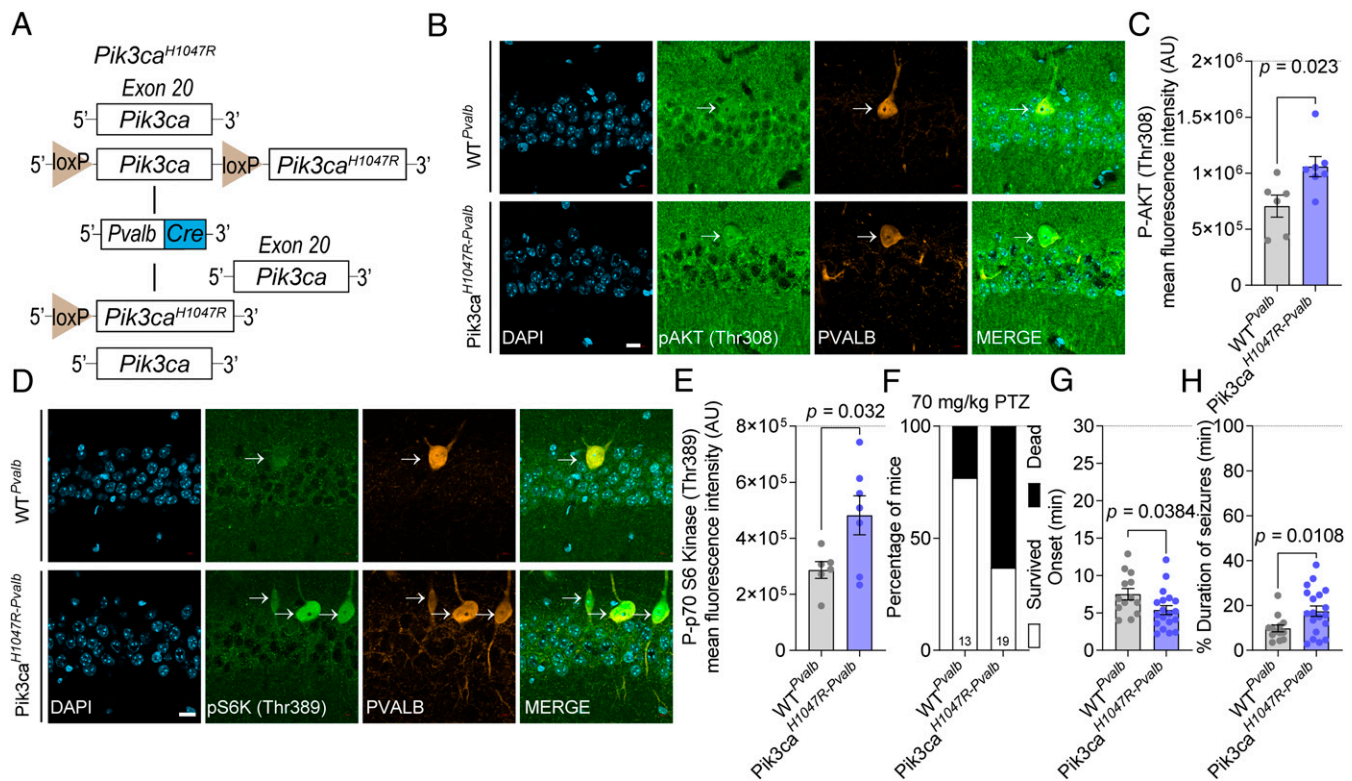 A
Pik3ca^H1047R
Exon 20
5’ Pik3ca 3’
5’ loxP Pik3ca loxP Pik3ca^H1047R 3’
Pvalb Cre
5’ 3’
Exon 20
5’ Pik3ca 3’
5’ loxP Pik3ca^H1047R 3’
5’ Pik3ca 3’
B
WT^Pvalb
Pik3ca^H1047R-Pvalb
DAPI
pAKT (Thr308)
PVALB
MERGE
C
P-AKT (Thr308)
mean fluorescence intensity (AU)
2×10^6
2×10^6
1×10^6
5×10^5
0
p = 0.023
WT^Pvalb
Pik3ca^H1047R-Pvalb
D
WT^Pvalb
Pik3ca^H1047R-Pvalb
DAPI
pS6K (Thr389)
PVALB
MERGE
E
P-p70 S6 Kinase (Thr389)
mean fluorescence intensity (AU)
8×10^5
6×10^5
4×10^5
2×10^5
0
p = 0.032
WT^Pvalb
Pik3ca^H1047R-Pvalb
F
70 mg/kg PTZ
Percentage of mice
100
50
0
13
19
Survived
Dead
WT^Pvalb
Pik3ca^H1047R-Pvalb
G
Onset (min)
30
25
20
15
10
5
0
p = 0.0384
WT^Pvalb
Pik3ca^H1047R-Pvalb
H
% Duration of seizures (min)
100
80
60
40
20
0
p = 0.0108
WT^Pvalb
Pik3ca^H1047R-Pvalb